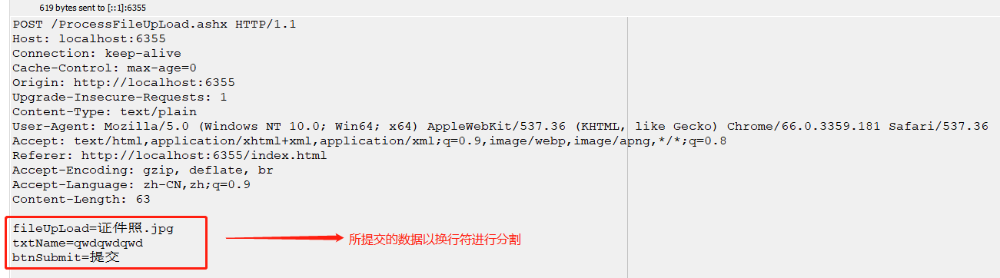 619 bytes sent to [::1]:6355
POST /ProcessFileUpLoad.ashx HTTP/1.1
Host: localhost:6355
Connection: keep-alive
Cache-Control: max-age=0
Origin: http://localhost:6355
Upgrade-Insecure-Requests: 1
Content-Type: text/plain
User-Agent: Mozilla/5.0 (Windows NT 10.0; Win64; x64) AppleWebKit/537.36 (KHTML, like Gecko) Chrome/66.0.3359.181 Safari/537.36
Accept: text/html,application/xhtml+xml,application/xml;q=0.9,image/webp,image/apng,*/*;q=0.8
Referer: http://localhost:6355/index.html
Accept-Encoding: gzip, deflate, br
Accept-Language: zh-CN,zh;q=0.9
Content-Length: 63
fileUpLoad=证件照.jpg
txtName=qwdqwdqwd
btnSubmit=提交
所提交的数据以换行符进行分割